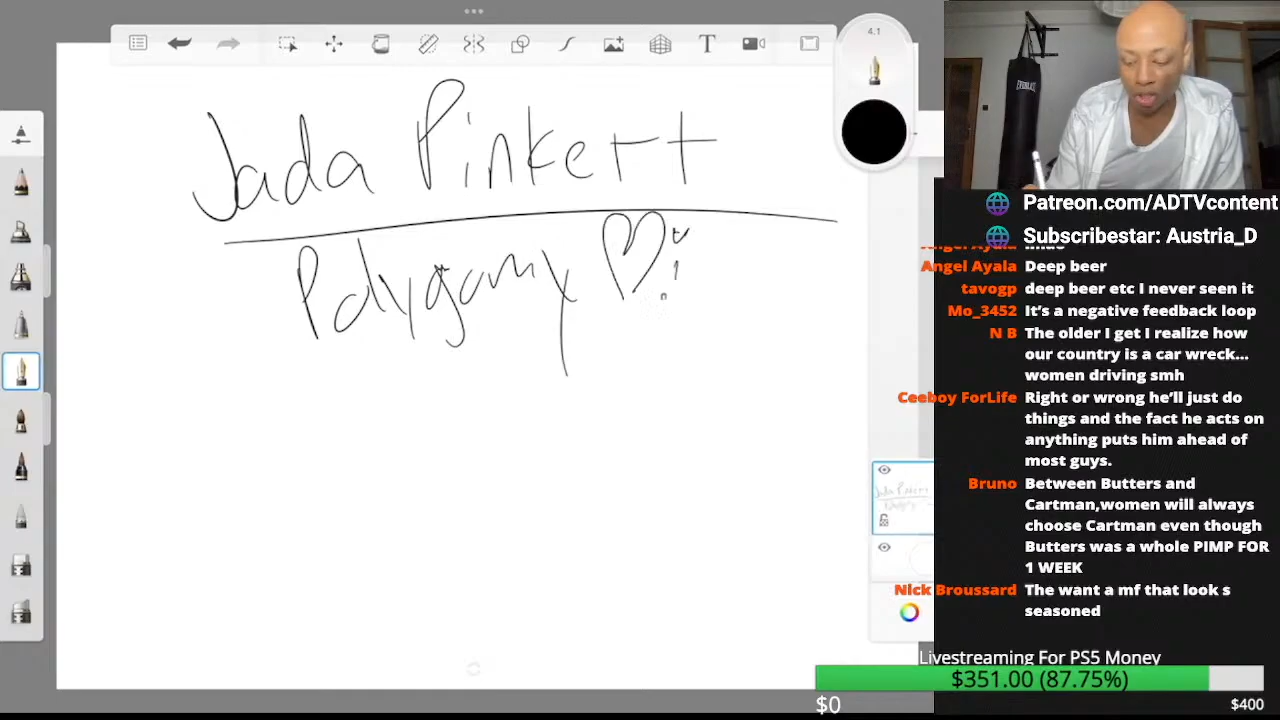 4.1
T
Jada Pinkett
Polygamy
EVERLAST
Patreon.com/ADTVcontent
Subscribestar: Austria_D
Angel Ayala
Angel Ayala Deep beer
tavogp deep beer etc I never seen it
Mo_3452 It's a negative feedback loop
N B The older I get I realize how
our country is a car wreck...
women driving smh
Ceeboy ForLife Right or wrong he'll just do
things and the fact he acts on
anything puts him ahead of
most guys.
Bruno Between Butters and
Cartman,women will always
choose Cartman even though
Butters was a whole PIMP FOR
1 WEEK
Nick Broussard The want a mf that look s
seasoned
Livestreaming For PS5 Money
$351.00 (87.75%)
$0 $400